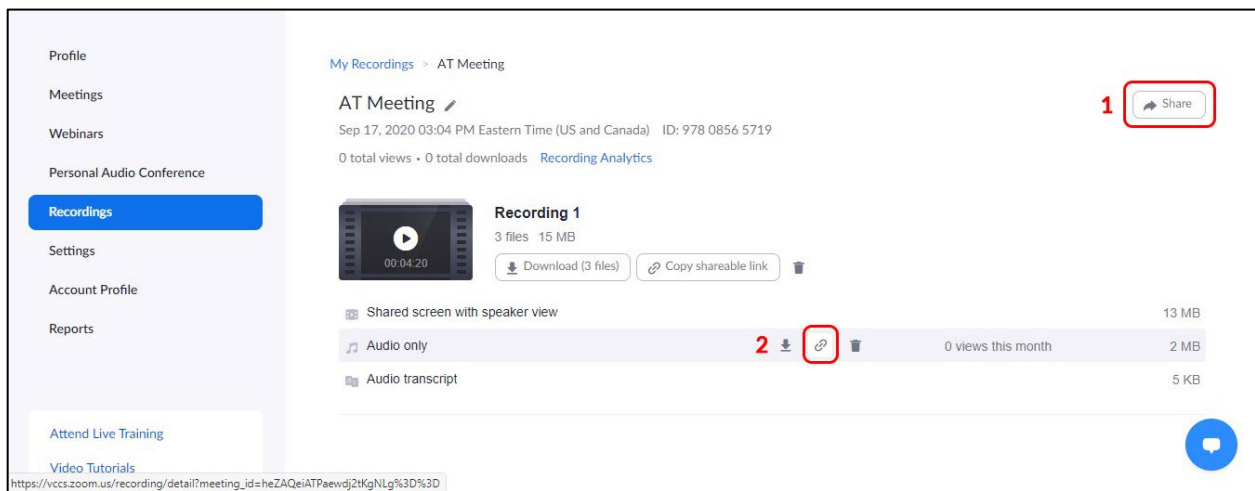 Profile
Meetings
Webinars
Personal Audio Conference
Recordings
Settings
Account Profile
Reports
Attend Live Training
Video Tutorials
https://vccs.zoom.us/recording/detail?meeting_id=heZAQeiATPaewdj2tKgNLg%3D%3D
My Recordings > AT Meeting
AT Meeting
1 Share
Sep 17, 2020 03:04 PM Eastern Time (US and Canada) ID: 978 0856 5719
0 total views • 0 total downloads Recording Analytics
00:04:20
Recording 1
3 files 15 MB
Download (3 files) Copy shareable link
Shared screen with speaker view 13 MB
Audio only 2 0 views this month 2 MB
Audio transcript 5 KB